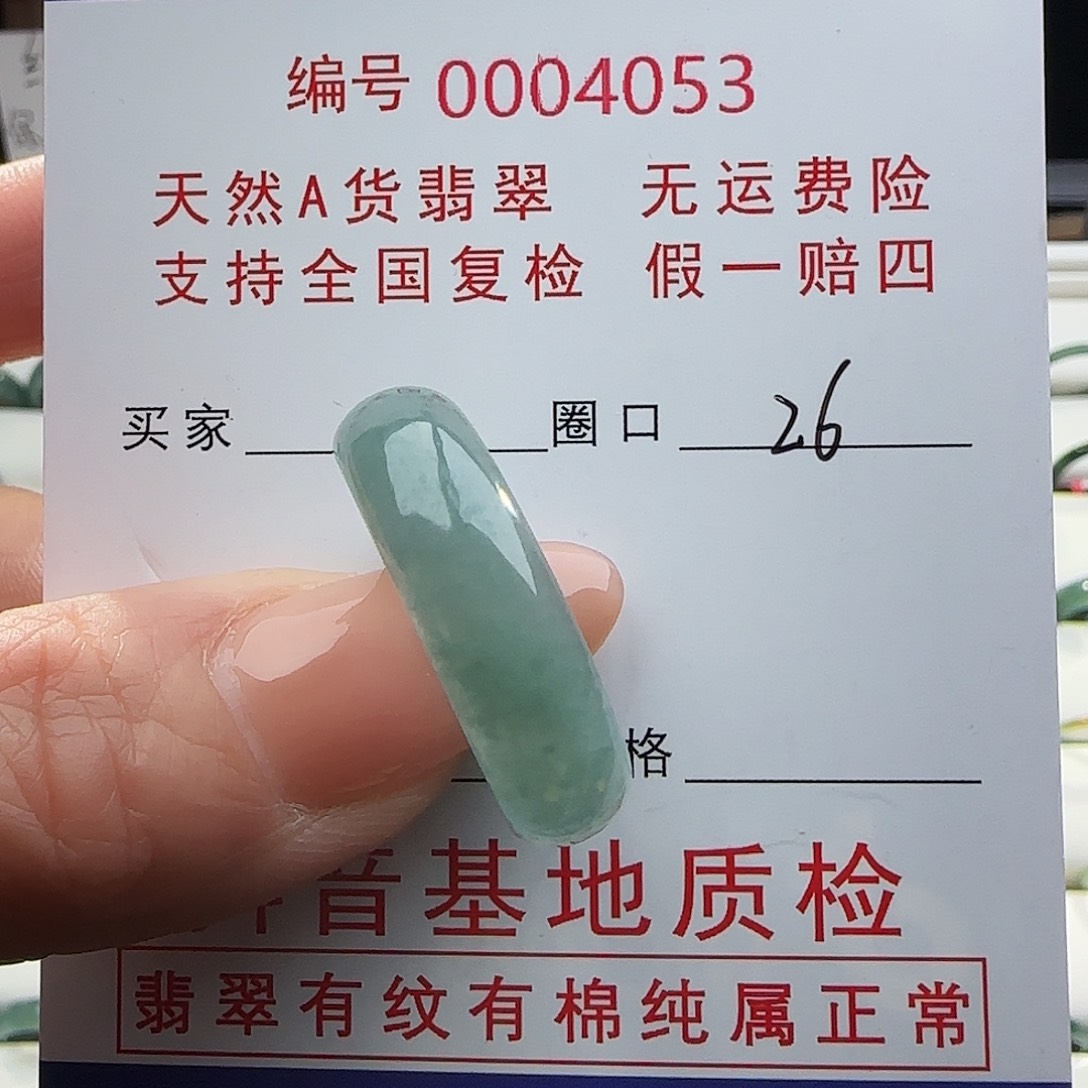 编号 0004053
天然A货翡翠 无运费险
支持全国复检 假一赔四
买家 圈口 26
格
音基地质检
翡翠有纹有棉纯属正常